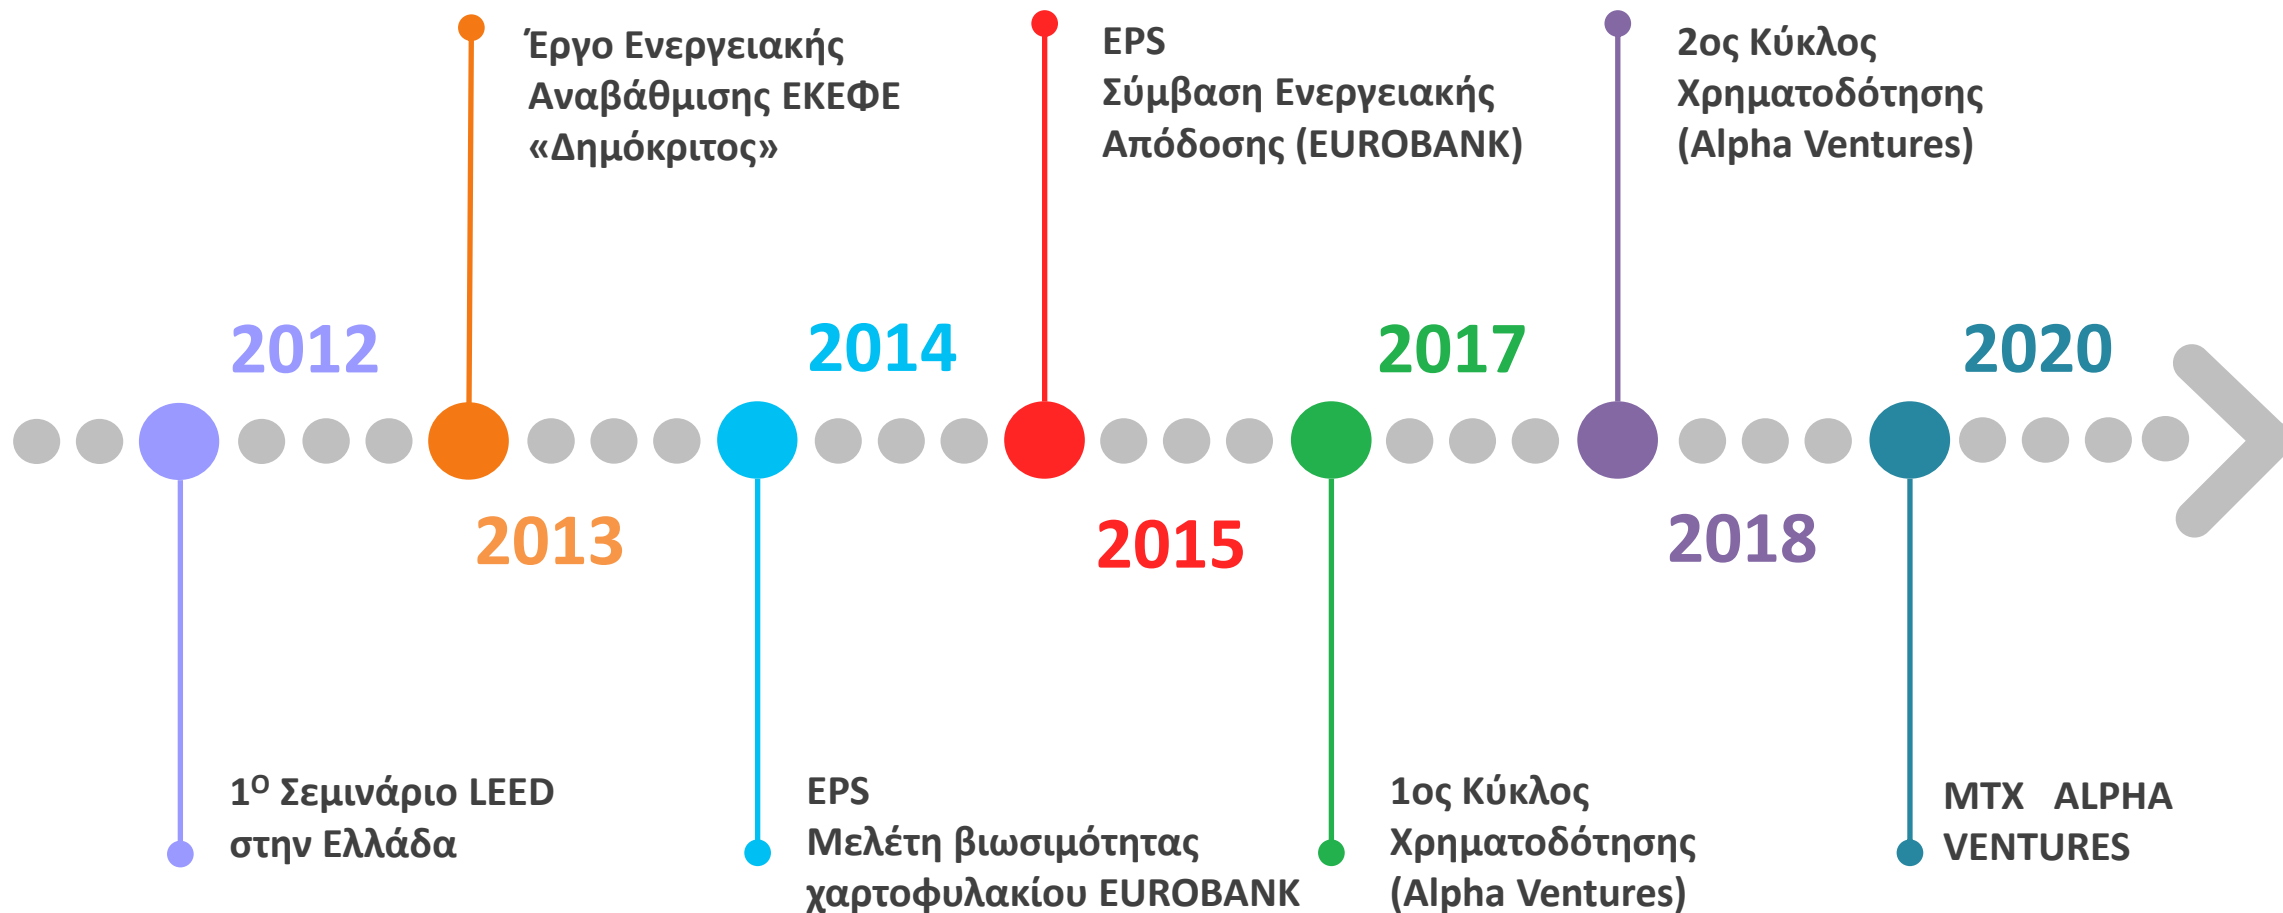 Έργο Ενεργειακής
Αναβάθμισης ΕΚΕΦΕ
«Δημόκριτος»
EPS
Σύμβαση Ενεργειακής
Απόδοσης (EUROBANK)
2ος Κύκλος
Χρηματοδότησης
(Alpha Ventures)
2012
2014
2017
2020
2013
2015
2018
1Ο Σεμινάριο LEED
στην Ελλάδα
EPS
Μελέτη βιωσιμότητας
χαρτοφυλακίου EUROBANK
1ος Κύκλος
Χρηματοδότησης
(Alpha Ventures)
MTX ALPHA
VENTURES